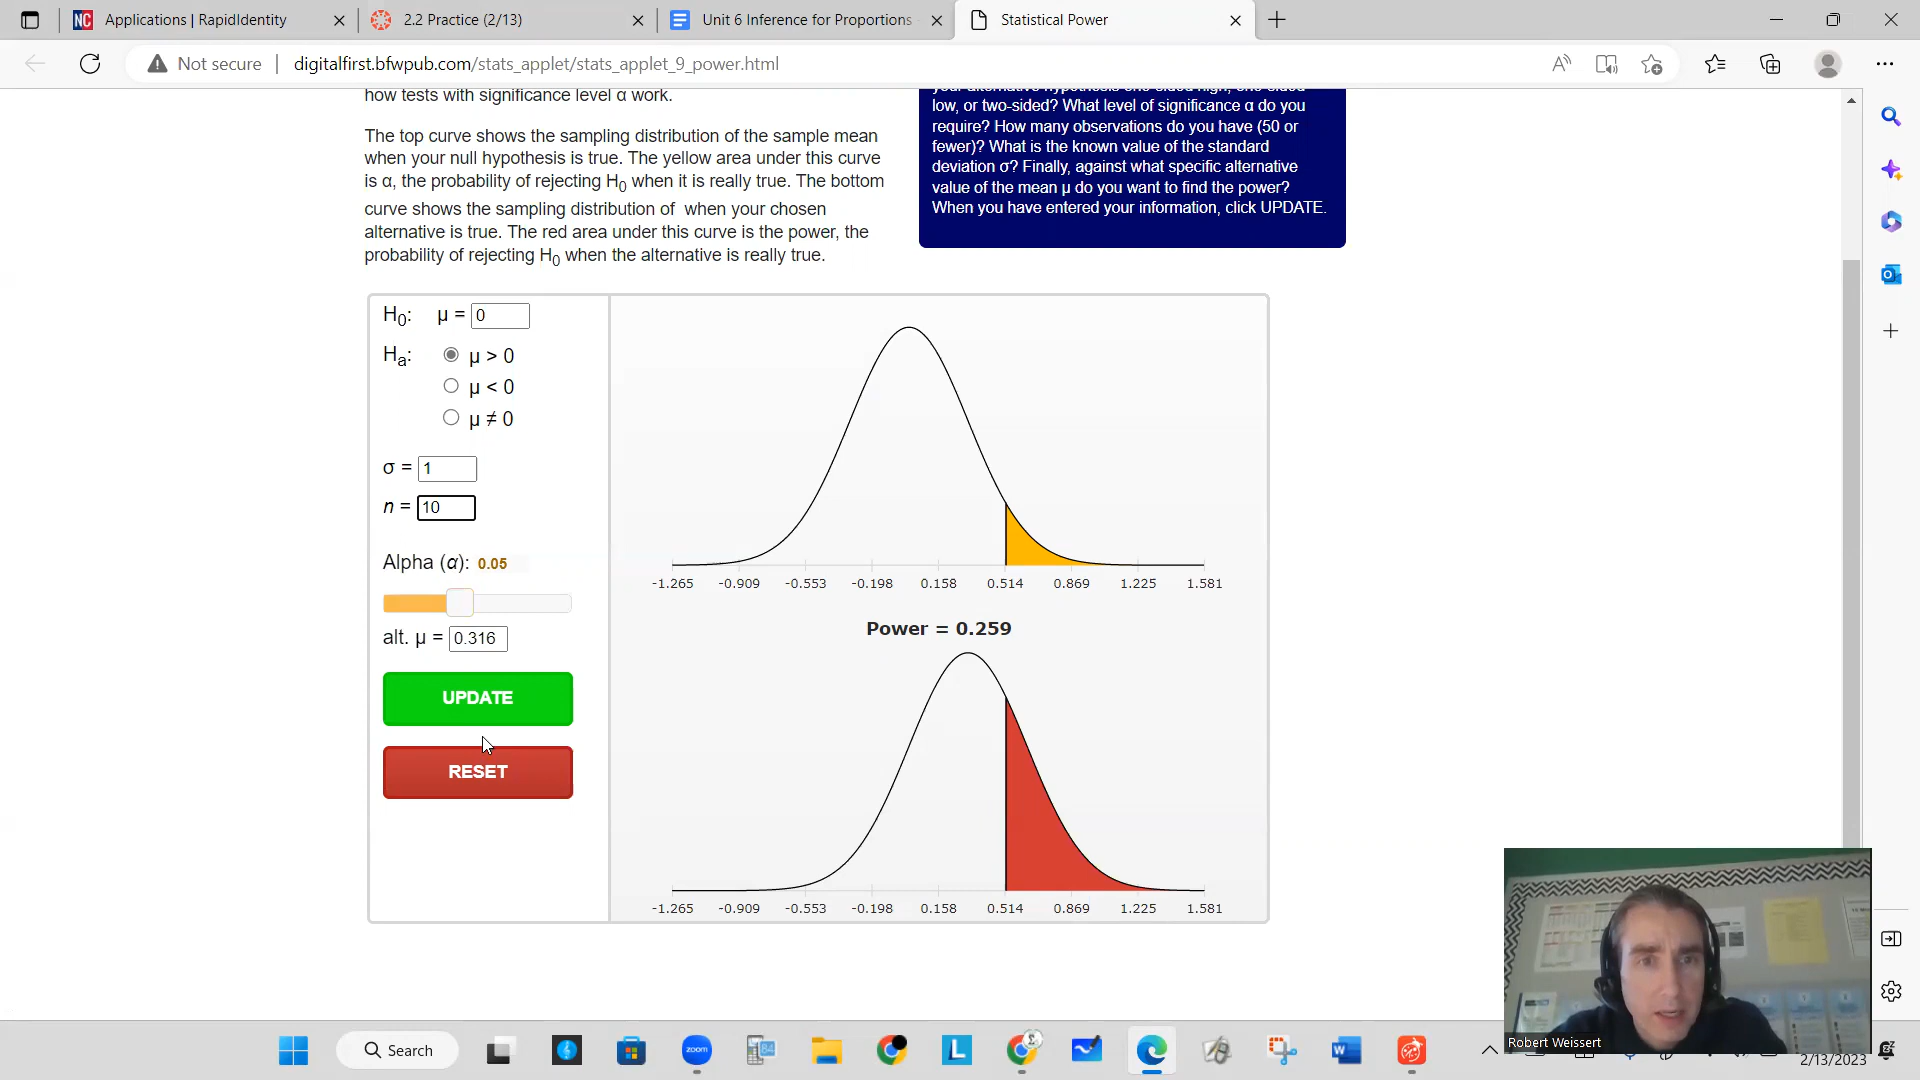 Applications | RapidIdentity
2.2 Practice (2/13)
Unit 6 Inference for Proportions
Statistical Power
Not secure
digitalfirst.bfwpub.com/stats_applet/stats_applet_9_power.html
how tests with significance level α work.
The top curve shows the sampling distribution of the sample mean
when your null hypothesis is true. The yellow area under this curve
is α, the probability of rejecting H0 when it is really true. The bottom
curve shows the sampling distribution of  when your chosen
alternative is true. The red area under this curve is the power, the
probability of rejecting H0 when the alternative is really true.
your alternative hypothesis one-sided high, one-sided
low, or two-sided? What level of significance α do you
require? How many observations do you have (50 or
fewer)? What is the known value of the standard
deviation σ? Finally, against what specific alternative
value of the mean μ do you want to find the power?
When you have entered your information, click UPDATE.
H0: μ = 0
Ha: μ > 0
μ < 0
μ ≠ 0
σ = 1
n = 10
Alpha (α): 0.05
alt. μ = 0.316
UPDATE
RESET
-1.265 -0.909 -0.553 -0.198 0.158 0.514 0.869 1.225 1.581
Power = 0.259
-1.265 -0.909 -0.553 -0.198 0.158 0.514 0.869 1.225 1.581
Robert Weissert
Search
zoom
2/13/2023